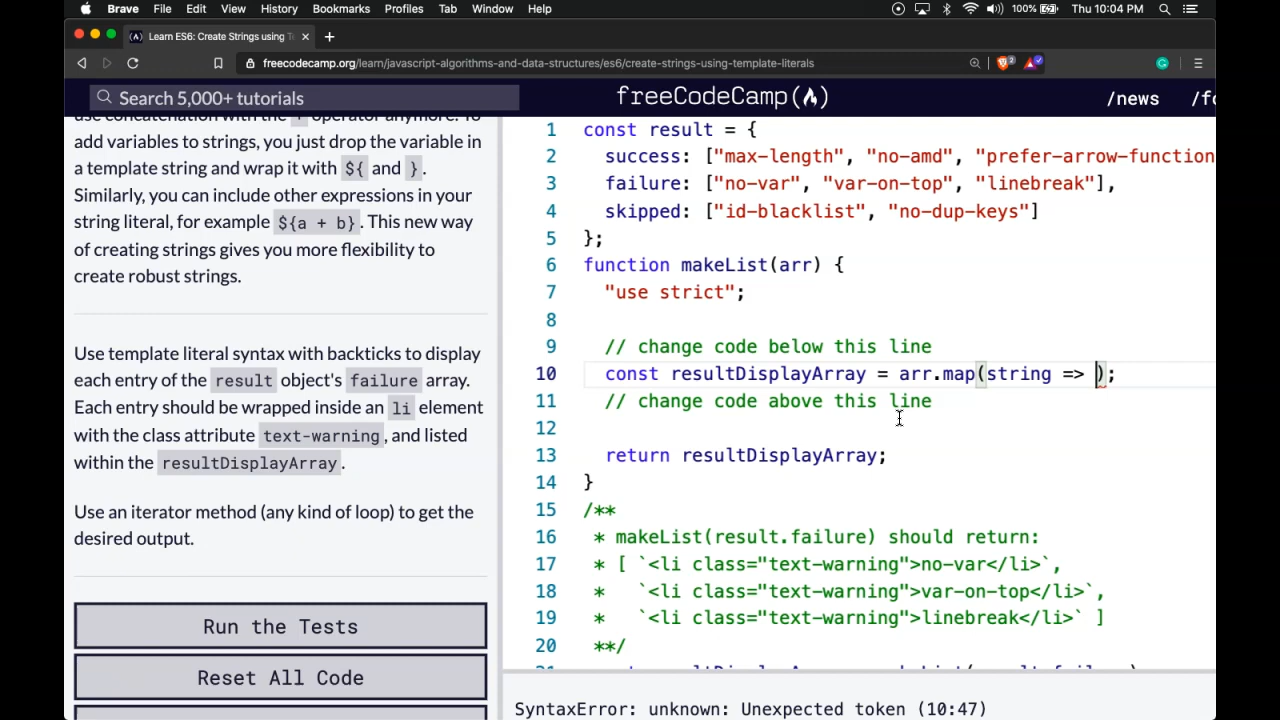 Brave File Edit View History Bookmarks Profiles Tab Window Help 100% Thu 10:04 PM
Learn ES6: Create Strings using Te
freecodecamp.org/learn/javascript-algorithms-and-data-structures/es6/create-strings-using-template-literals
Search 5,000+ tutorials
freeCodeCamp(🔥)
/news
add variables to strings, you just drop the variable in
a template string and wrap it with ${ and }.
Similarly, you can include other expressions in your
string literal, for example ${a + b}. This new way
of creating strings gives you more flexibility to
create robust strings.
Use template literal syntax with backticks to display
each entry of the result object's failure array.
Each entry should be wrapped inside an li element
with the class attribute text-warning, and listed
within the resultDisplayArray.
Use an iterator method (any kind of loop) to get the
desired output.
Run the Tests
Reset All Code
1 const result = {
2 success: ["max-length", "no-amd", "prefer-arrow-function
3 failure: ["no-var", "var-on-top", "linebreak"],
4 skipped: ["id-blacklist", "no-dup-keys"]
5 };
6 function makeList(arr) {
7 "use strict";
8
9 // change code below this line
10 const resultDisplayArray = arr.map(string => );
11 // change code above this line
12
13 return resultDisplayArray;
14 }
15 /**
16 * makeList(result.failure) should return:
17 * [ `<li class="text-warning">no-var</li>`,
18 * `<li class="text-warning">var-on-top</li>`,
19 * `<li class="text-warning">linebreak</li>` ]
20 **/
SyntaxError: unknown: Unexpected token (10:47)